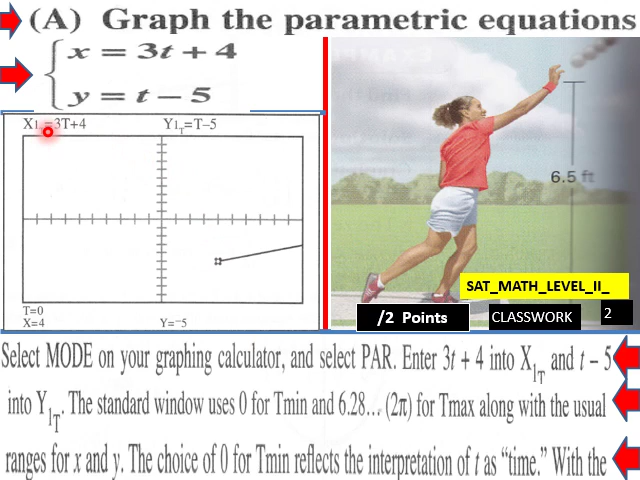 (A) Graph the parametric equations
x = 3t + 4
y = t − 5
X1T=3T+4 Y1T=T−5
T=0
X=4 Y=−5
6.5 ft
SAT_MATH_LEVEL_II_
/2 Points CLASSWORK 2
Select MODE on your graphing calculator, and select PAR. Enter 3t + 4 into X1T and t − 5
into Y1T. The standard window uses 0 for Tmin and 6.28… (2π) for Tmax along with the usual
ranges for x and y. The choice of 0 for Tmin reflects the interpretation of t as “time.” With the